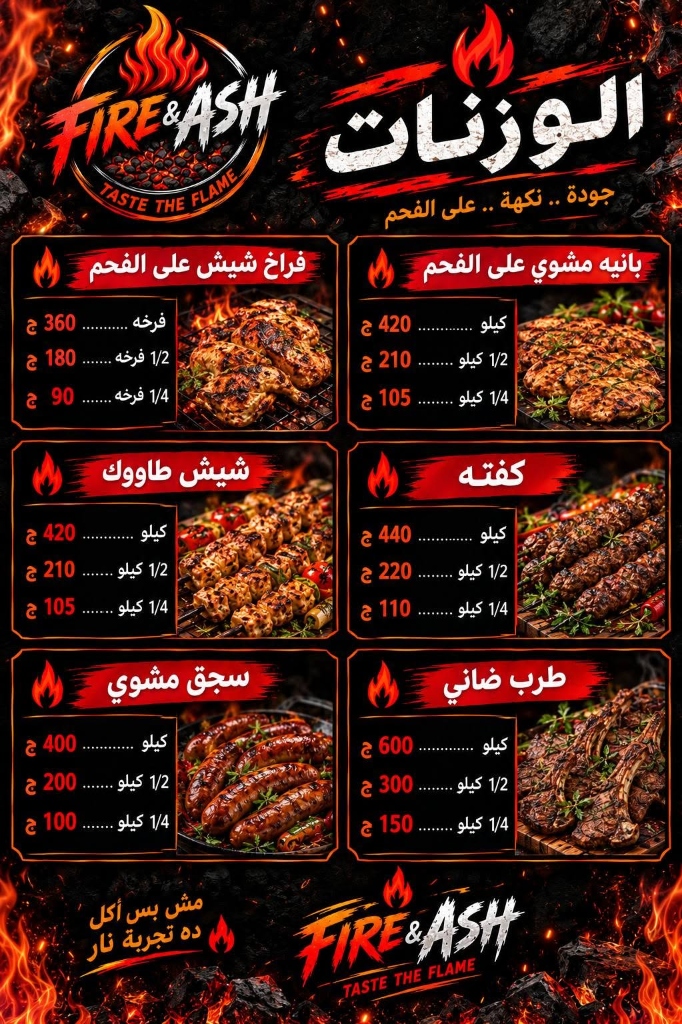 FIRE & ASH
TASTE THE FLAME
الوزنات
جودة .. نكهة .. على الفحم
بانيه مشوي على الفحم
كيلو ............. 420 ج
1/2 كيلو ........ 210 ج
1/4 كيلو ........ 105 ج
فراخ شيش على الفحم
فرخه ........... 360 ج
1/2 فرخه ....... 180 ج
1/4 فرخه ....... 90 ج
كفته
كيلو ............. 440 ج
1/2 كيلو ........ 220 ج
1/4 كيلو ........ 110 ج
شيش طاووك
كيلو ............ 420 ج
1/2 كيلو ....... 210 ج
1/4 كيلو ....... 105 ج
طرب ضاني
كيلو ............. 600 ج
1/2 كيلو ........ 300 ج
1/4 كيلو ........ 150 ج
سجق مشوي
كيلو ............ 400 ج
1/2 كيلو ....... 200 ج
1/4 كيلو ....... 100 ج
مش بس أكل
ده تجربة نار
FIRE & ASH
TASTE THE FLAME